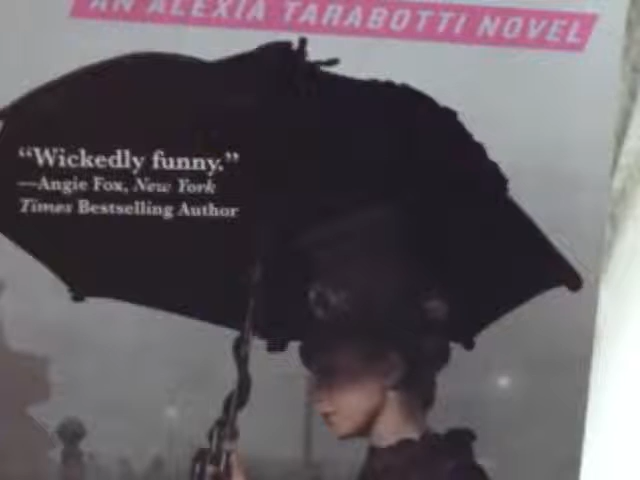 AN ALEXIA TARABOTTI NOVEL
“Wickedly funny.”
—Angie Fox, New York
Times Bestselling Author